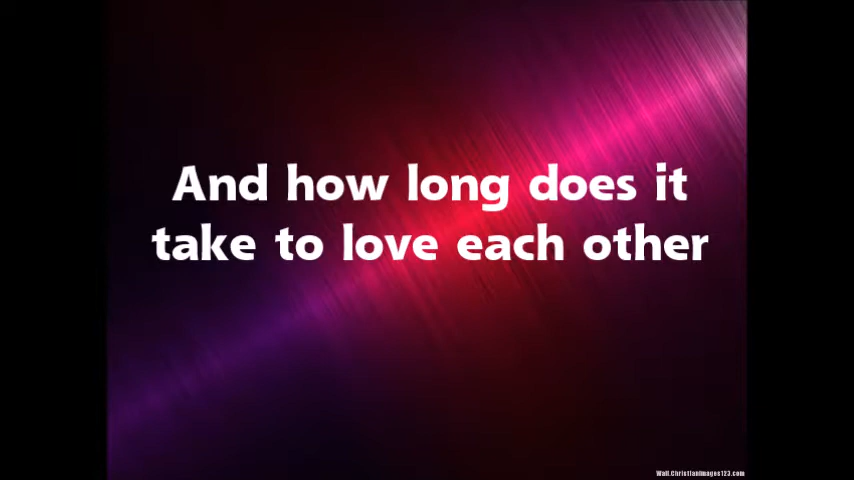 And how long does it
take to love each other
Wall.ChristianImages123.com